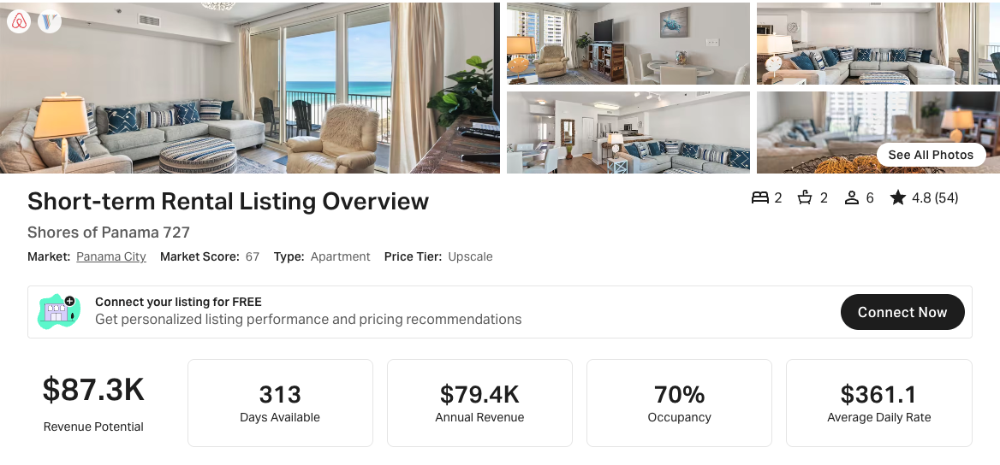 See All Photos
Short-term Rental Listing Overview
2 2 6 4.8 (54)
Shores of Panama 727
Market: Panama City Market Score: 67 Type: Apartment Price Tier: Upscale
Connect your listing for FREE
Get personalized listing performance and pricing recommendations
Connect Now
$87.3K
Revenue Potential
313
Days Available
$79.4K
Annual Revenue
70%
Occupancy
$361.1
Average Daily Rate